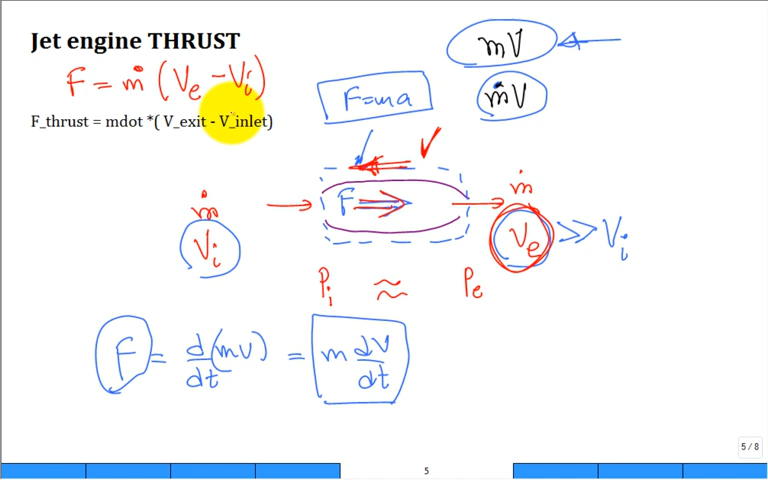 Jet engine THRUST
mV
F = ṁ (Ve - Vi)
F=ma
ṁV
F_thrust = mdot *( V_exit - V_inlet)
V
ṁ
ṁ
F
Vi
Ve >> Vi
Pi ≈ Pe
F = d/dt (mv) = m dV/dt
5 / 8
5